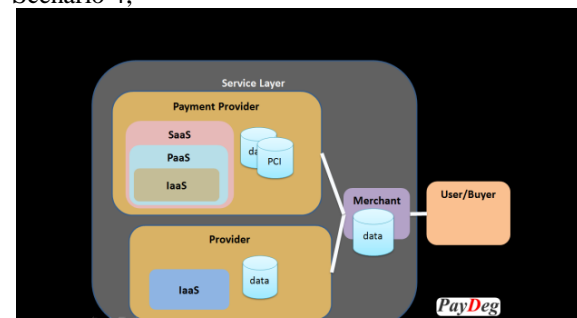 Scenario 4,
Service Layer
Payment Provider
SaaS
PaaS
IaaS
data
PCI
Merchant
data
User/Buyer
Provider
IaaS
data
PayDeg